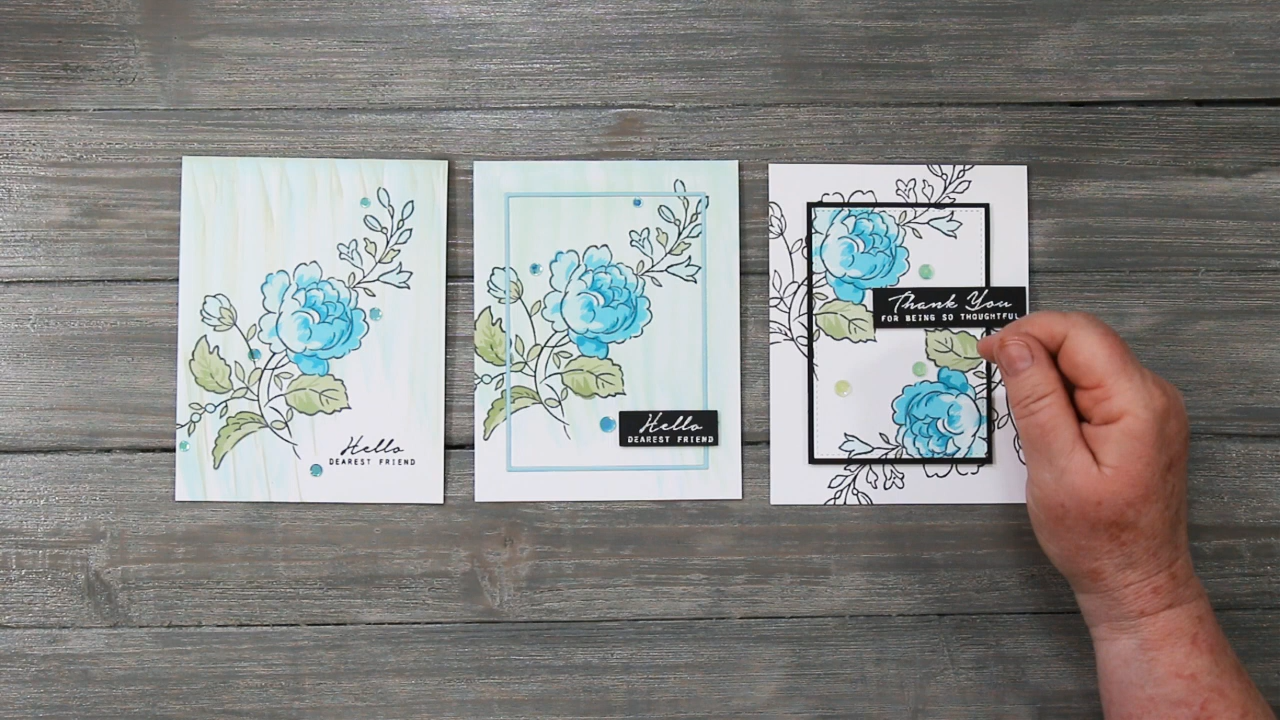 Hello
DEAREST FRIEND
Hello
DEAREST FRIEND
Thank You
FOR BEING SO THOUGHTFUL